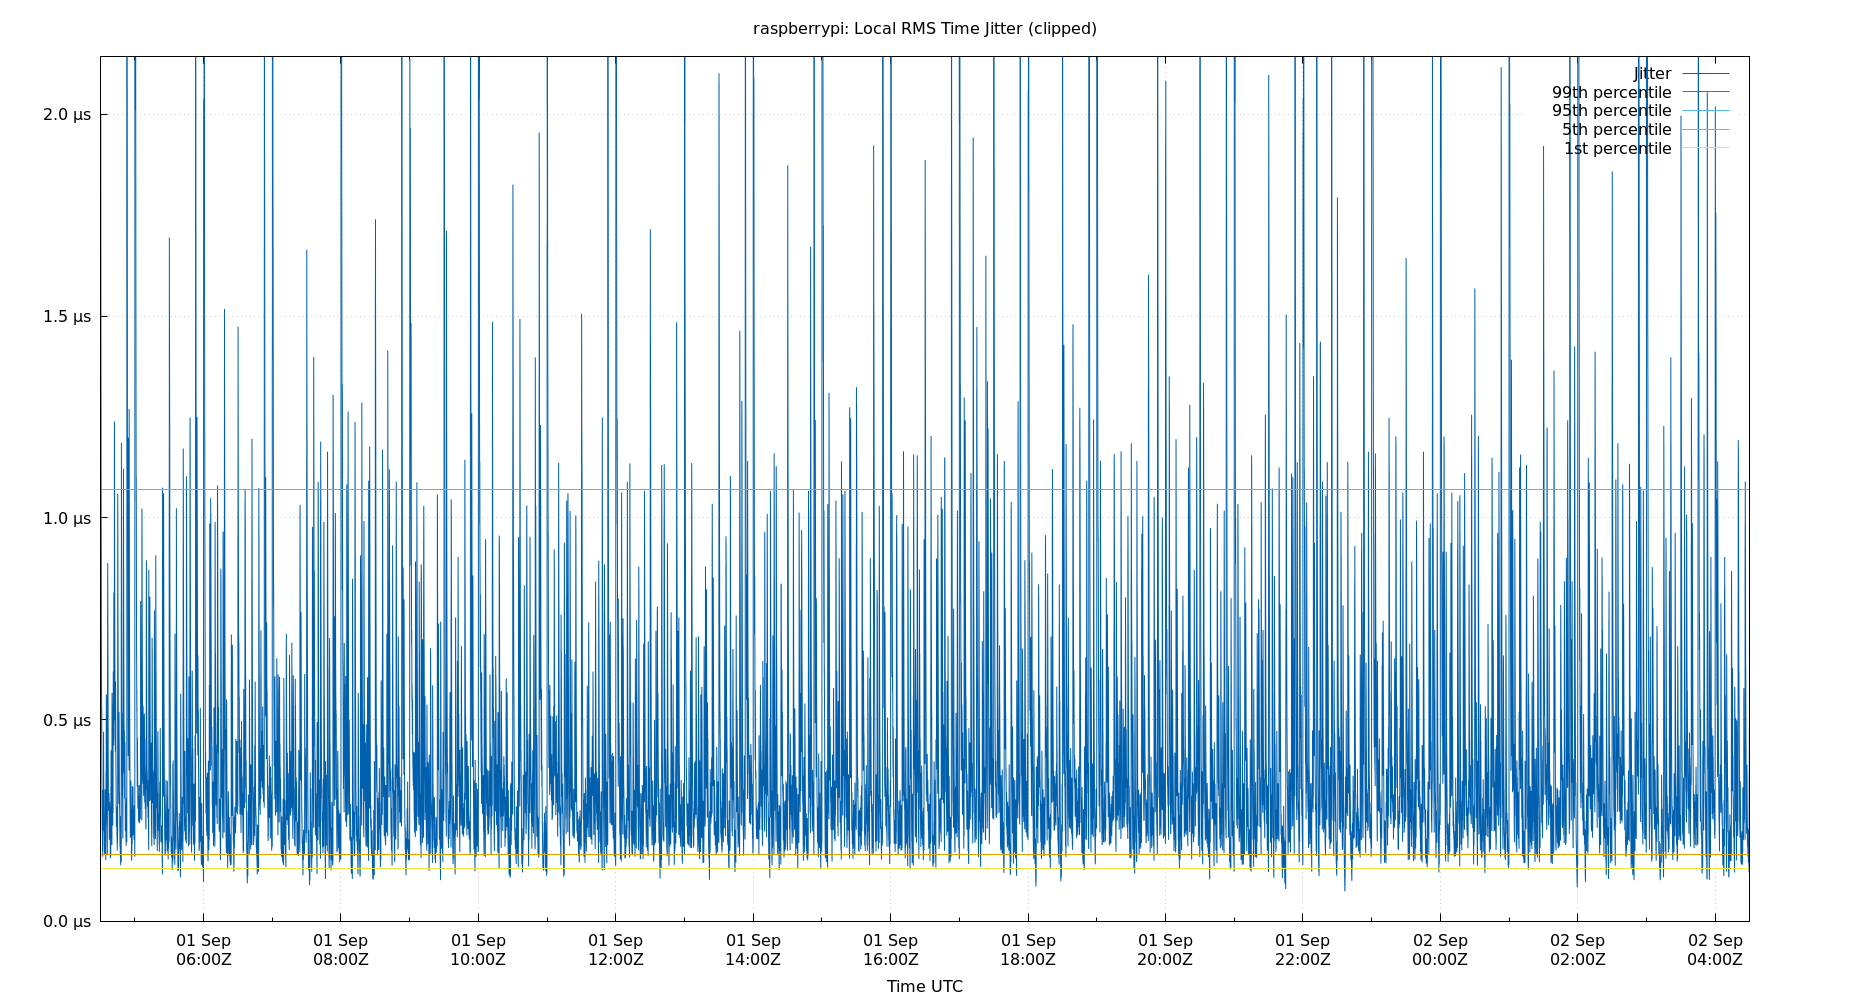 raspberrypi: Local RMS Time Jitter (clipped)
Jitter
99th percentile
95th percentile
5th percentile
1st percentile
2.0 µs
1.5 µs
1.0 µs
0.5 µs
0.0 µs
01 Sep 01 Sep 01 Sep 01 Sep 01 Sep 01 Sep 01 Sep 01 Sep 01 Sep 02 Sep 02 Sep 02 Sep
06:00Z 08:00Z 10:00Z 12:00Z 14:00Z 16:00Z 18:00Z 20:00Z 22:00Z 00:00Z 02:00Z 04:00Z
Time UTC